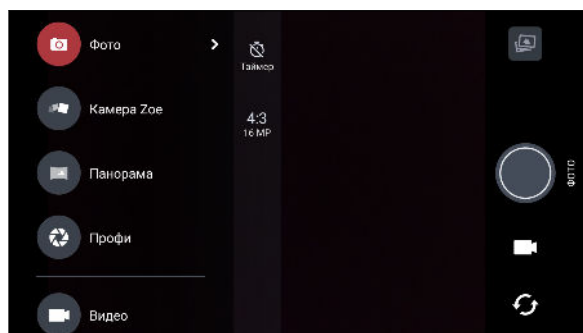 Фото
Таймер
4:3
16 MP
Камера Zoe
Панорама
Профи
Видео
ФОТО